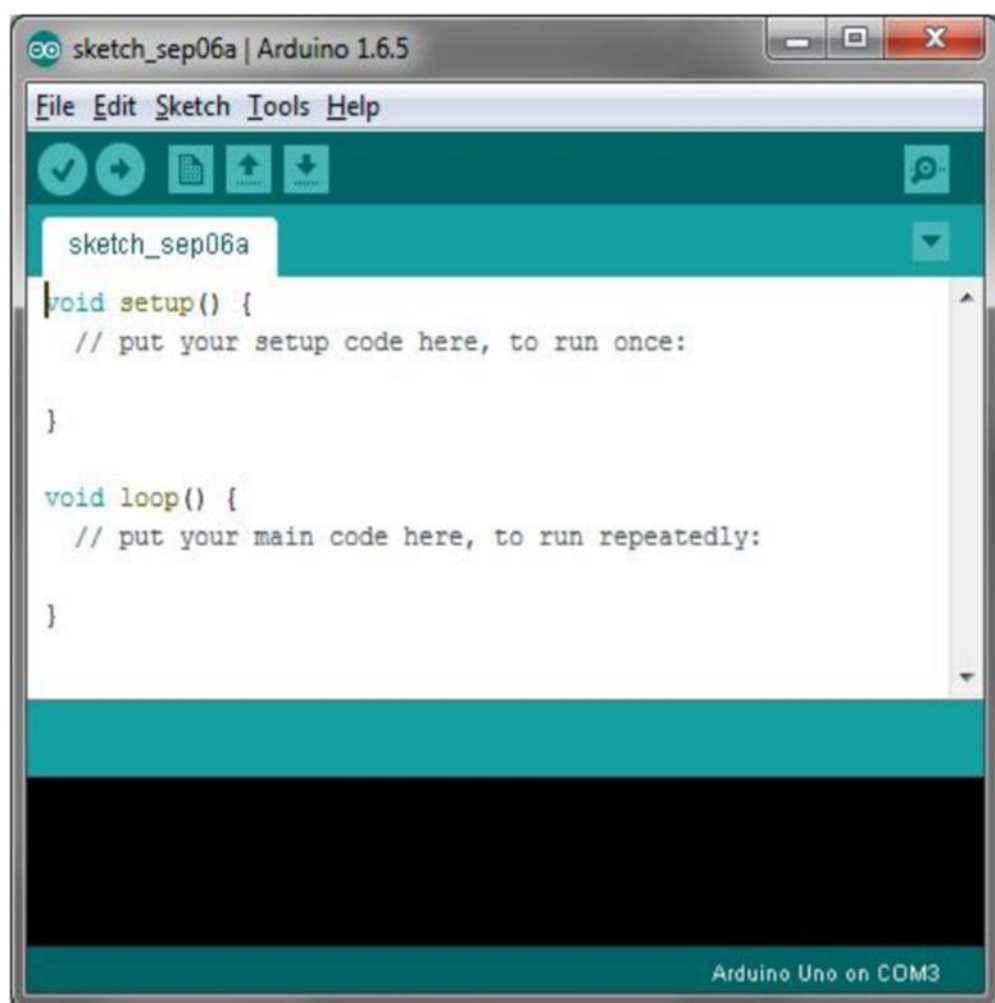 sketch_sep06a | Arduino 1.6.5
File Edit Sketch Tools Help
sketch_sep06a
void setup() {
  // put your setup code here, to run once:
}
void loop() {
  // put your main code here, to run repeatedly:
}
Arduino Uno on COM3